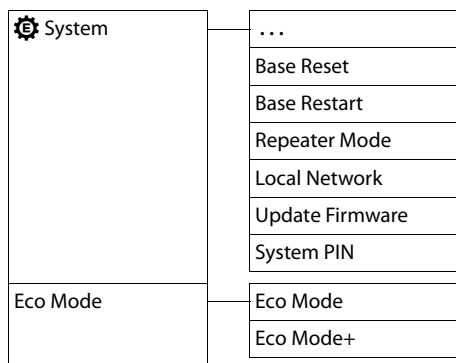 System
...
Base Reset
Base Restart
Repeater Mode
Local Network
Update Firmware
System PIN
Eco Mode
Eco Mode
Eco Mode+